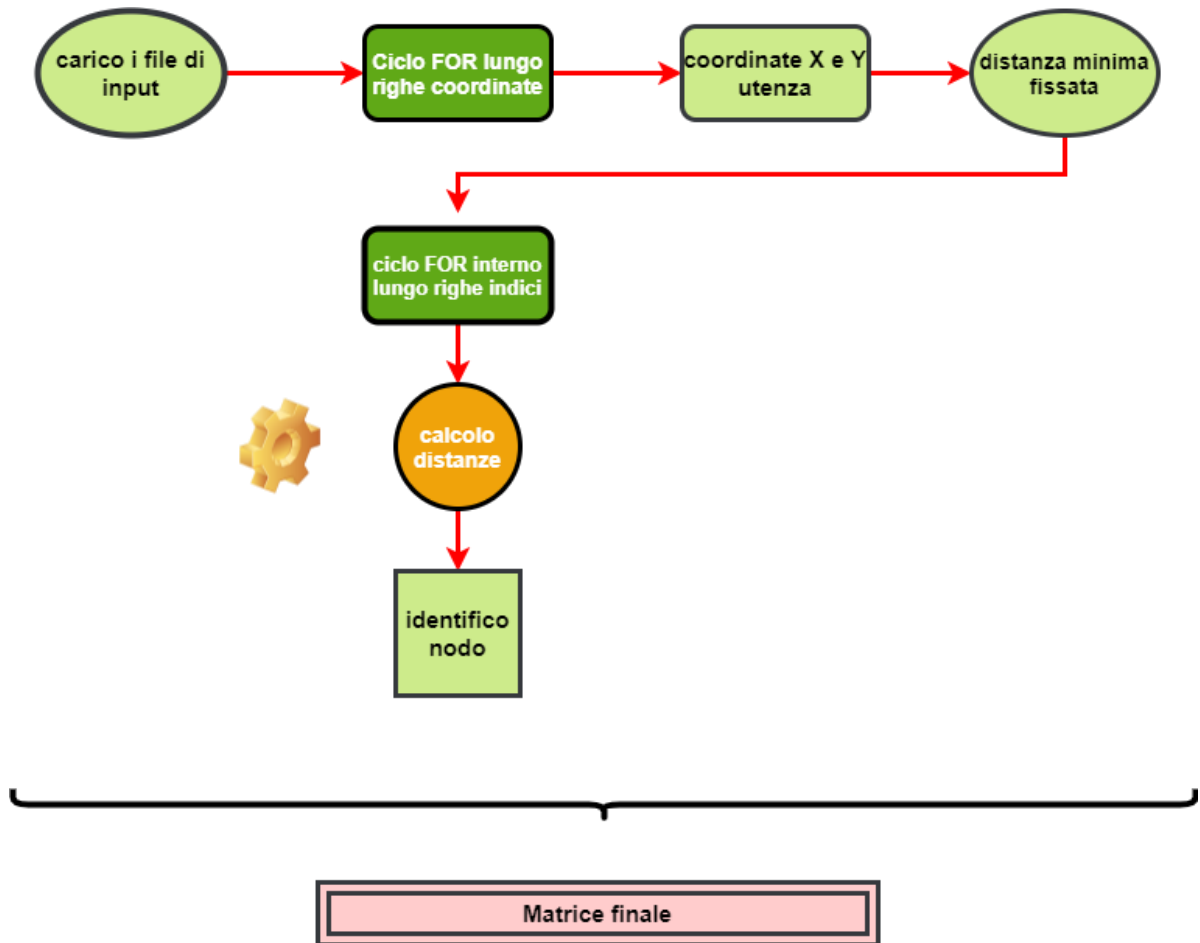 carico i file di
input
Ciclo FOR lungo
righe coordinate
coordinate X e Y
utenza
distanza minima
fissata
ciclo FOR interno
lungo righe indici
calcolo
distanze
identifico
nodo
Matrice finale